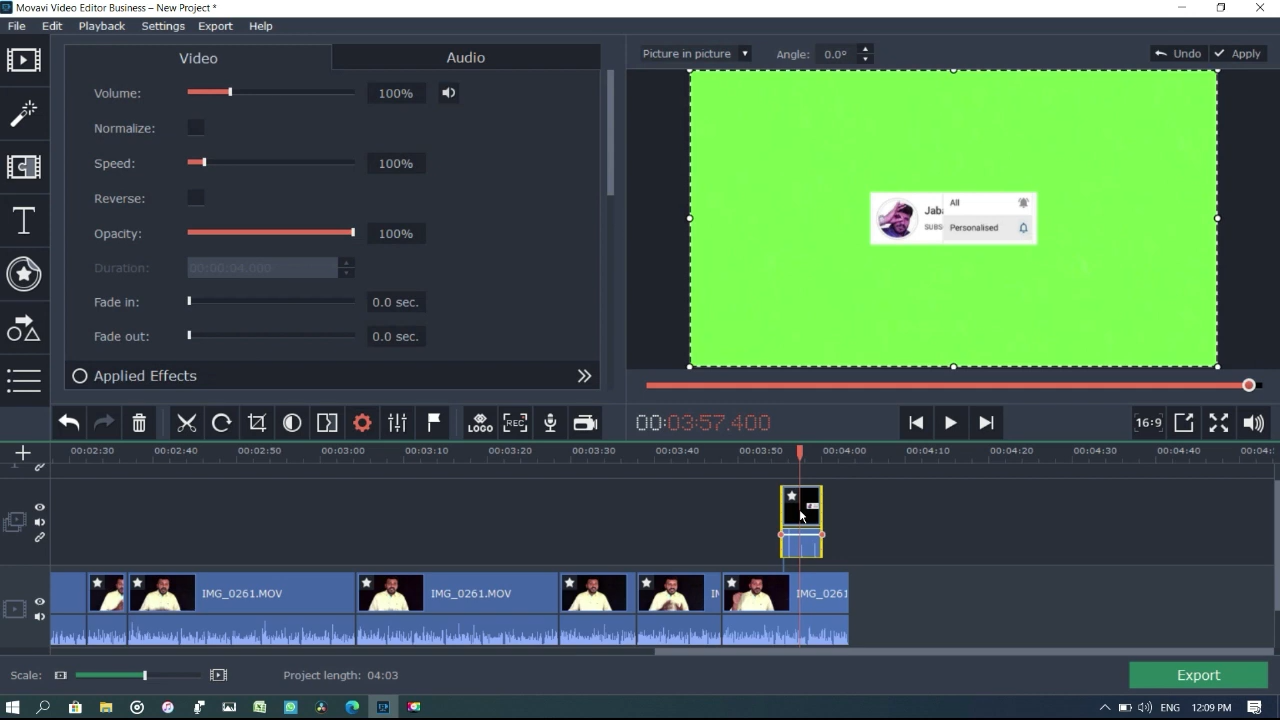 Movavi Video Editor Business – New Project *
File Edit Playback Settings Export Help
Video Audio
Volume: 100%
Normalize:
Speed: 100%
Reverse:
Opacity: 100%
Duration: 00:00:04.000
Fade in: 0.0 sec.
Fade out: 0.0 sec.
Applied Effects
Picture in picture Angle: 0.0° Undo Apply
All
Personalised
LOGO
REC
00:03:57.400
16:9
00:02:30 00:02:40 00:02:50 00:03:00 00:03:10 00:03:20 00:03:30 00:03:40 00:03:50 00:04:00 00:04:10 00:04:20 00:04:30 00:04:40 00:04:5
IMG_0261.MOV
IMG_0261.MOV
IMG_0261
Scale: Project length: 04:03 Export
ENG 12:09 PM